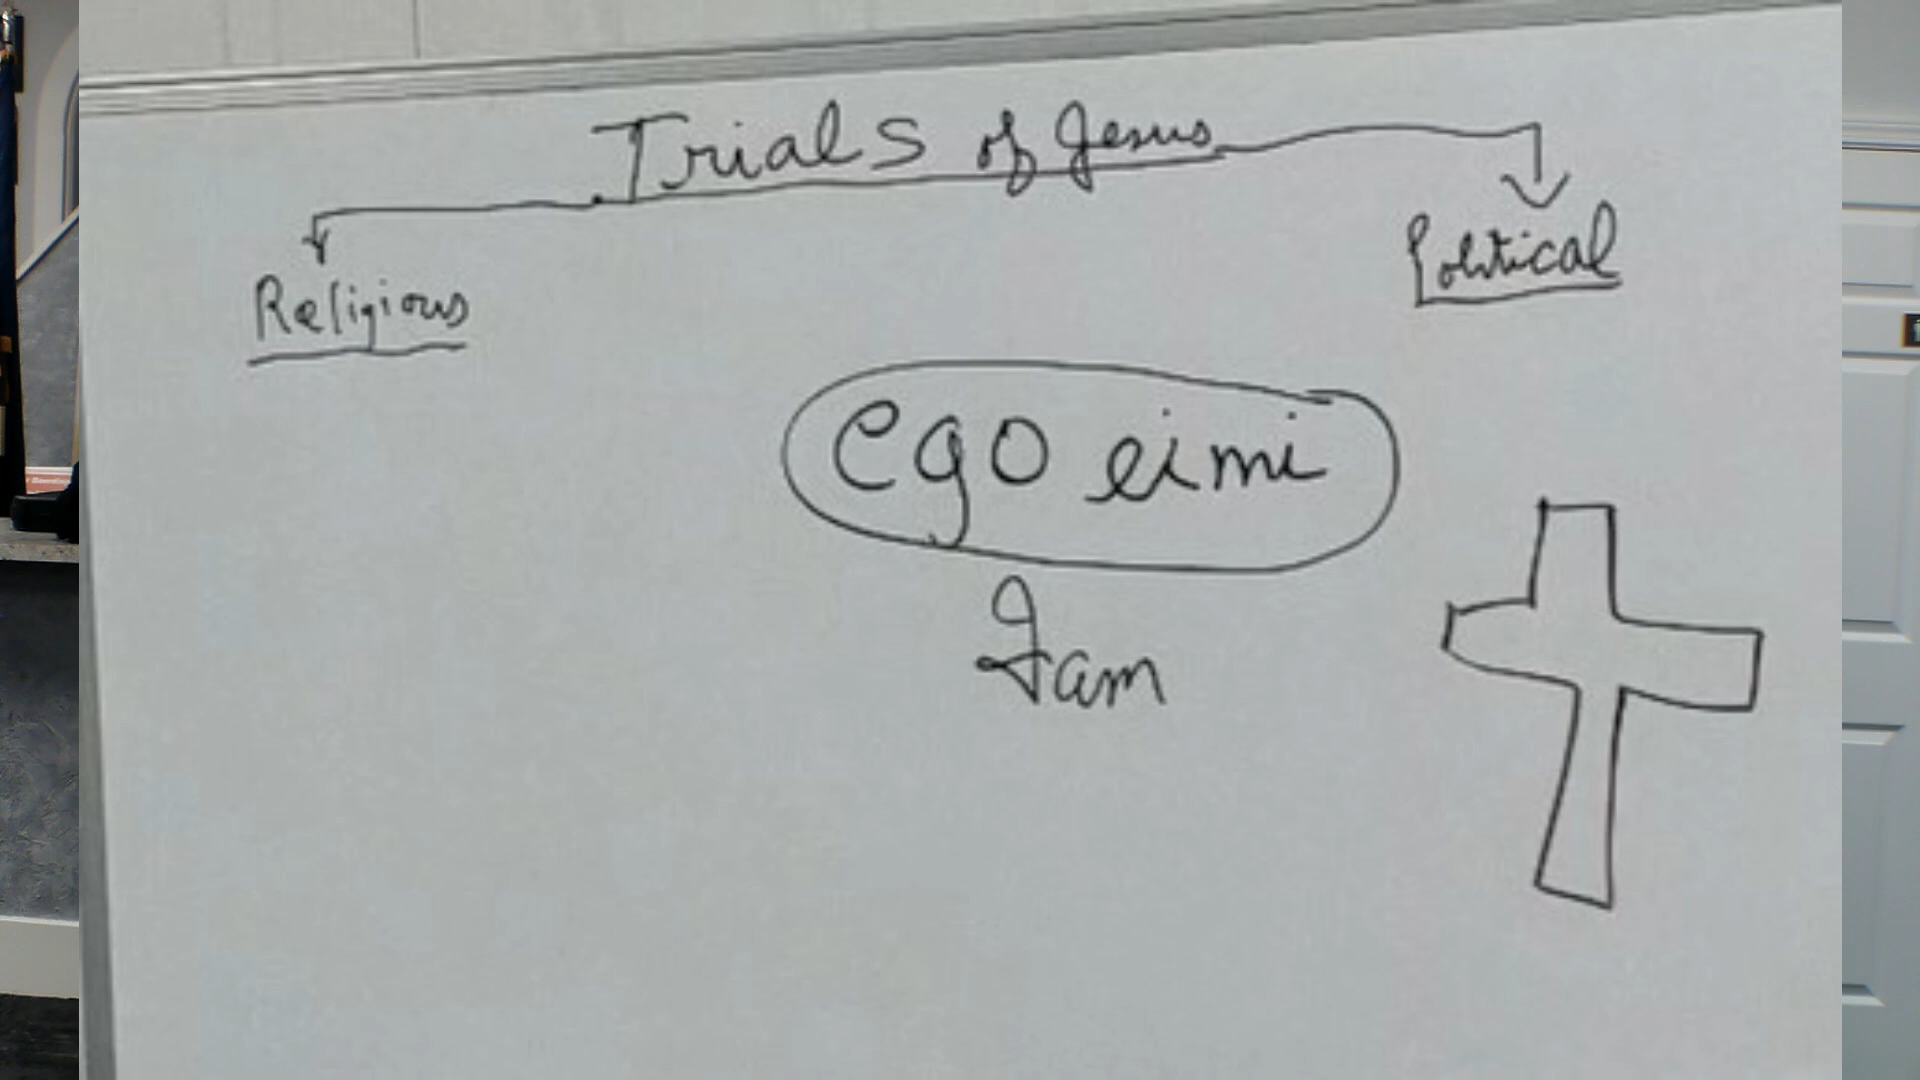 Trials of Jesus
Religious
Political
ego eimi
I am